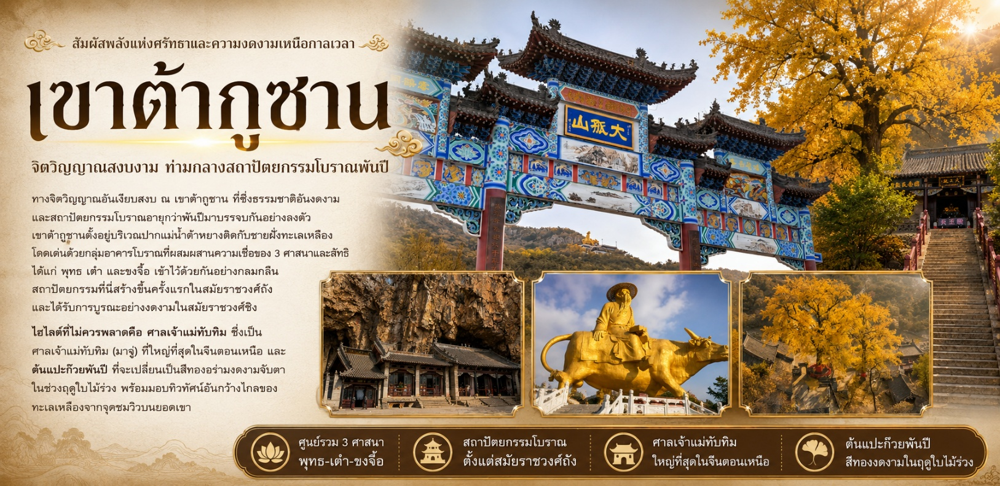 สัมผัสพลังแห่งศรัทธาและความงดงามเหนือกาลเวลา
เขาต้ากูซาน
จิตวิญญาณสงบงาม ท่ามกลางสถาปัตยกรรมโบราณพันปี
ทางจิตวิญญาณอันเงียบสงบ ณ เขาต้ากูซาน ที่ซึ่งธรรมชาติอันงดงาม
และสถาปัตยกรรมโบราณอายุกว่าพันปีมาบรรจบกันอย่างลงตัว
เขาต้ากูซานตั้งอยู่บริเวณปากแม่น้ำต้าหยางติดกับชายฝั่งทะเลเหลือง
โดดเด่นด้วยกลุ่มอาคารโบราณที่ผสมผสานความเชื่อของ 3 ศาสนาและลัทธิ
ได้แก่ พุทธ เต๋า และขงจื้อ เข้าไว้ด้วยกันอย่างกลมกลืน
สถาปัตยกรรมที่นี่สร้างขึ้นครั้งแรกในสมัยราชวงศ์ถัง
และได้รับการบูรณะอย่างงดงามในสมัยราชวงศ์ชิง
ไฮไลต์ที่ไม่ควรพลาดคือ ศาลเจ้าแม่ทับทิม ซึ่งเป็น
ศาลเจ้าแม่ทับทิม (มาจู่) ที่ใหญ่ที่สุดในจีนตอนเหนือ และ
ต้นแปะก๊วยพันปี ที่จะเปลี่ยนเป็นสีทองอร่ามงดงามจับตา
ในช่วงฤดูใบไม้ร่วง พร้อมมอบทิวทัศน์อันกว้างไกลของ
ทะเลเหลืองจากจุดชมวิวบนยอดเขา
山孤大
ศูนย์รวม 3 ศาสนา
พุทธ-เต๋า-ขงจื้อ
สถาปัตยกรรมโบราณ
ตั้งแต่สมัยราชวงศ์ถัง
ศาลเจ้าแม่ทับทิม
ใหญ่ที่สุดในจีนตอนเหนือ
ต้นแปะก๊วยพันปี
สีทองงดงามในฤดูใบไม้ร่วง